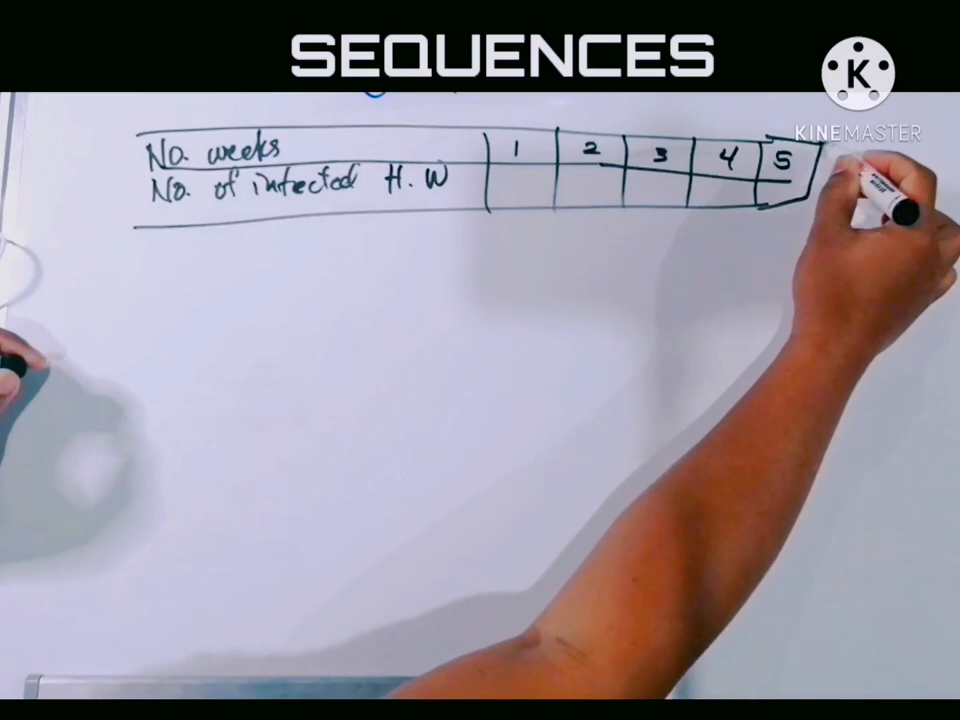 SEQUENCES
K
KINEMASTER
No. weeks 1 2 3 4 5
No. of infected H.W